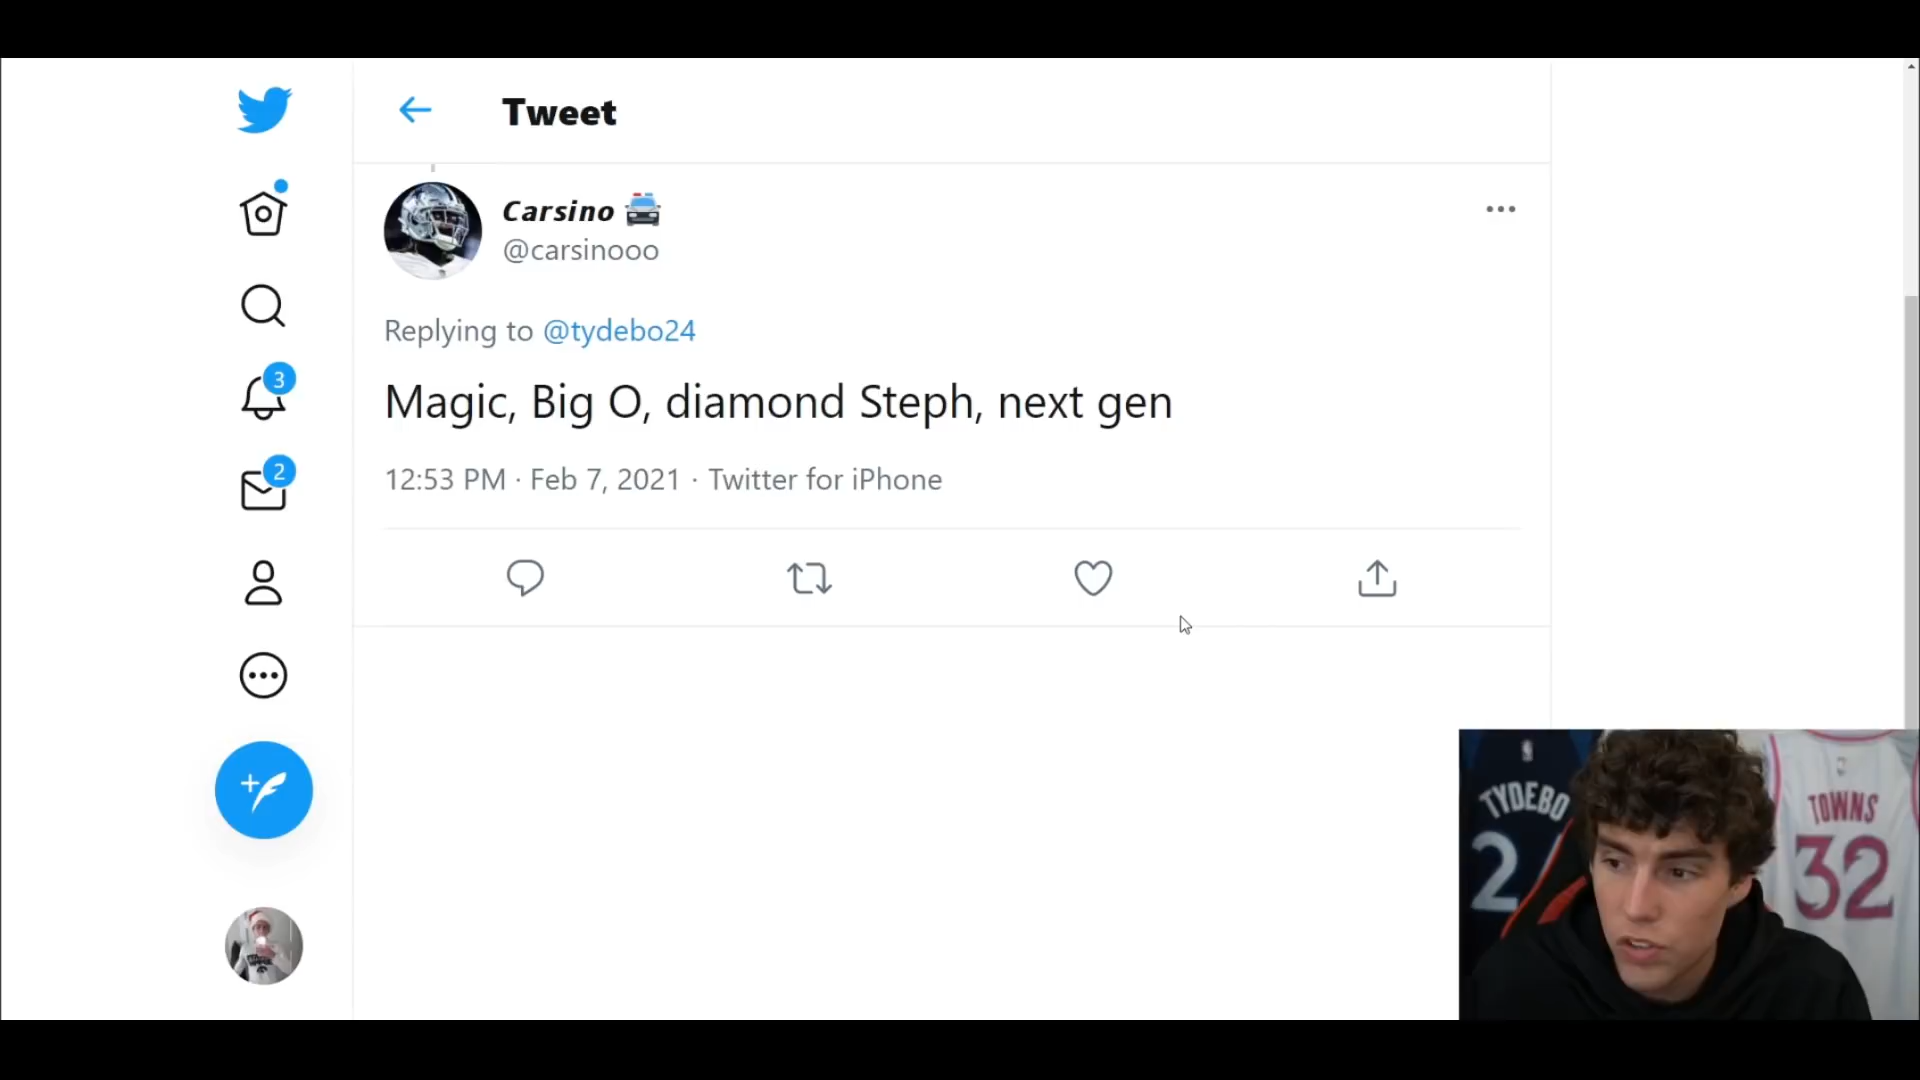 Tweet
Carsino
@carsinooo
Replying to @tydebo24
Magic, Big O, diamond Steph, next gen
12:53 PM · Feb 7, 2021 · Twitter for iPhone
3
2
TYDEBO
2
TOWNS
32